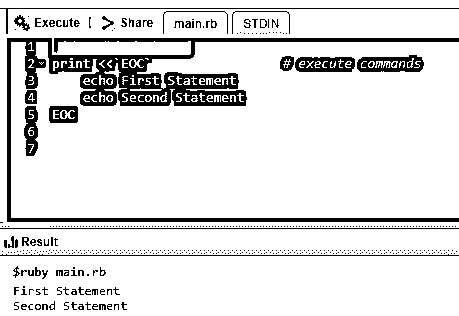 Execute | > Share main.rb STDIN
1
2 print << EOC # execute commands
3 echo First Statement
4 echo Second Statement
5 EOC
6
7
Result
$ruby main.rb
First Statement
Second Statement